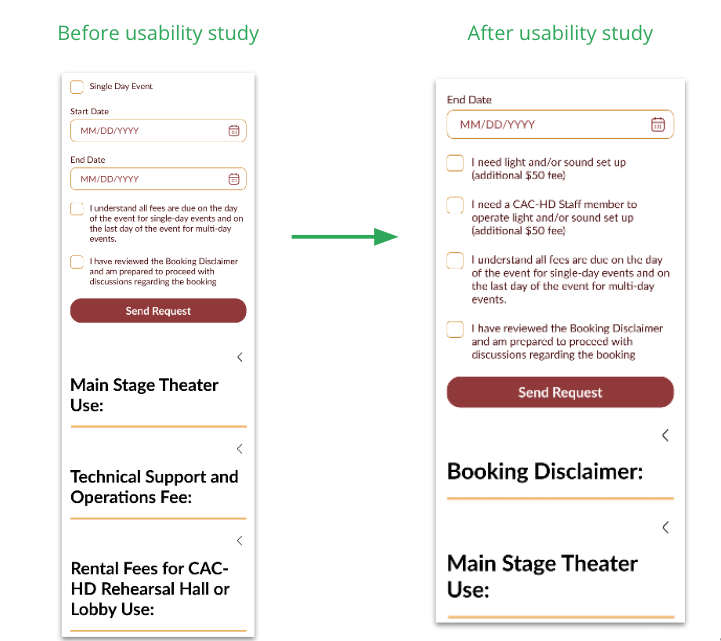 Before usability study
Single Day Event
Start Date
MM/DD/YYYY
End Date
MM/DD/YYYY
I understand all fees are due on the day
of the event for single-day events and on
the last day of the event for multi-day
events.
I have reviewed the Booking Disclaimer
and am prepared to proceed with
discussions regarding the booking
Send Request
Main Stage Theater
Use:
Technical Support and
Operations Fee:
Rental Fees for CAC-
HD Rehearsal Hall or
Lobby Use:
After usability study
End Date
MM/DD/YYYY
I need light and/or sound set up
(additional $50 fee)
I need a CAC-HD Staff member to
operate light and/or sound set up
(additional $50 fee)
I understand all fees are due on the day
of the event for single-day events and on
the last day of the event for multi-day
events.
I have reviewed the Booking Disclaimer
and am prepared to proceed with
discussions regarding the booking
Send Request
Booking Disclaimer:
Main Stage Theater
Use: